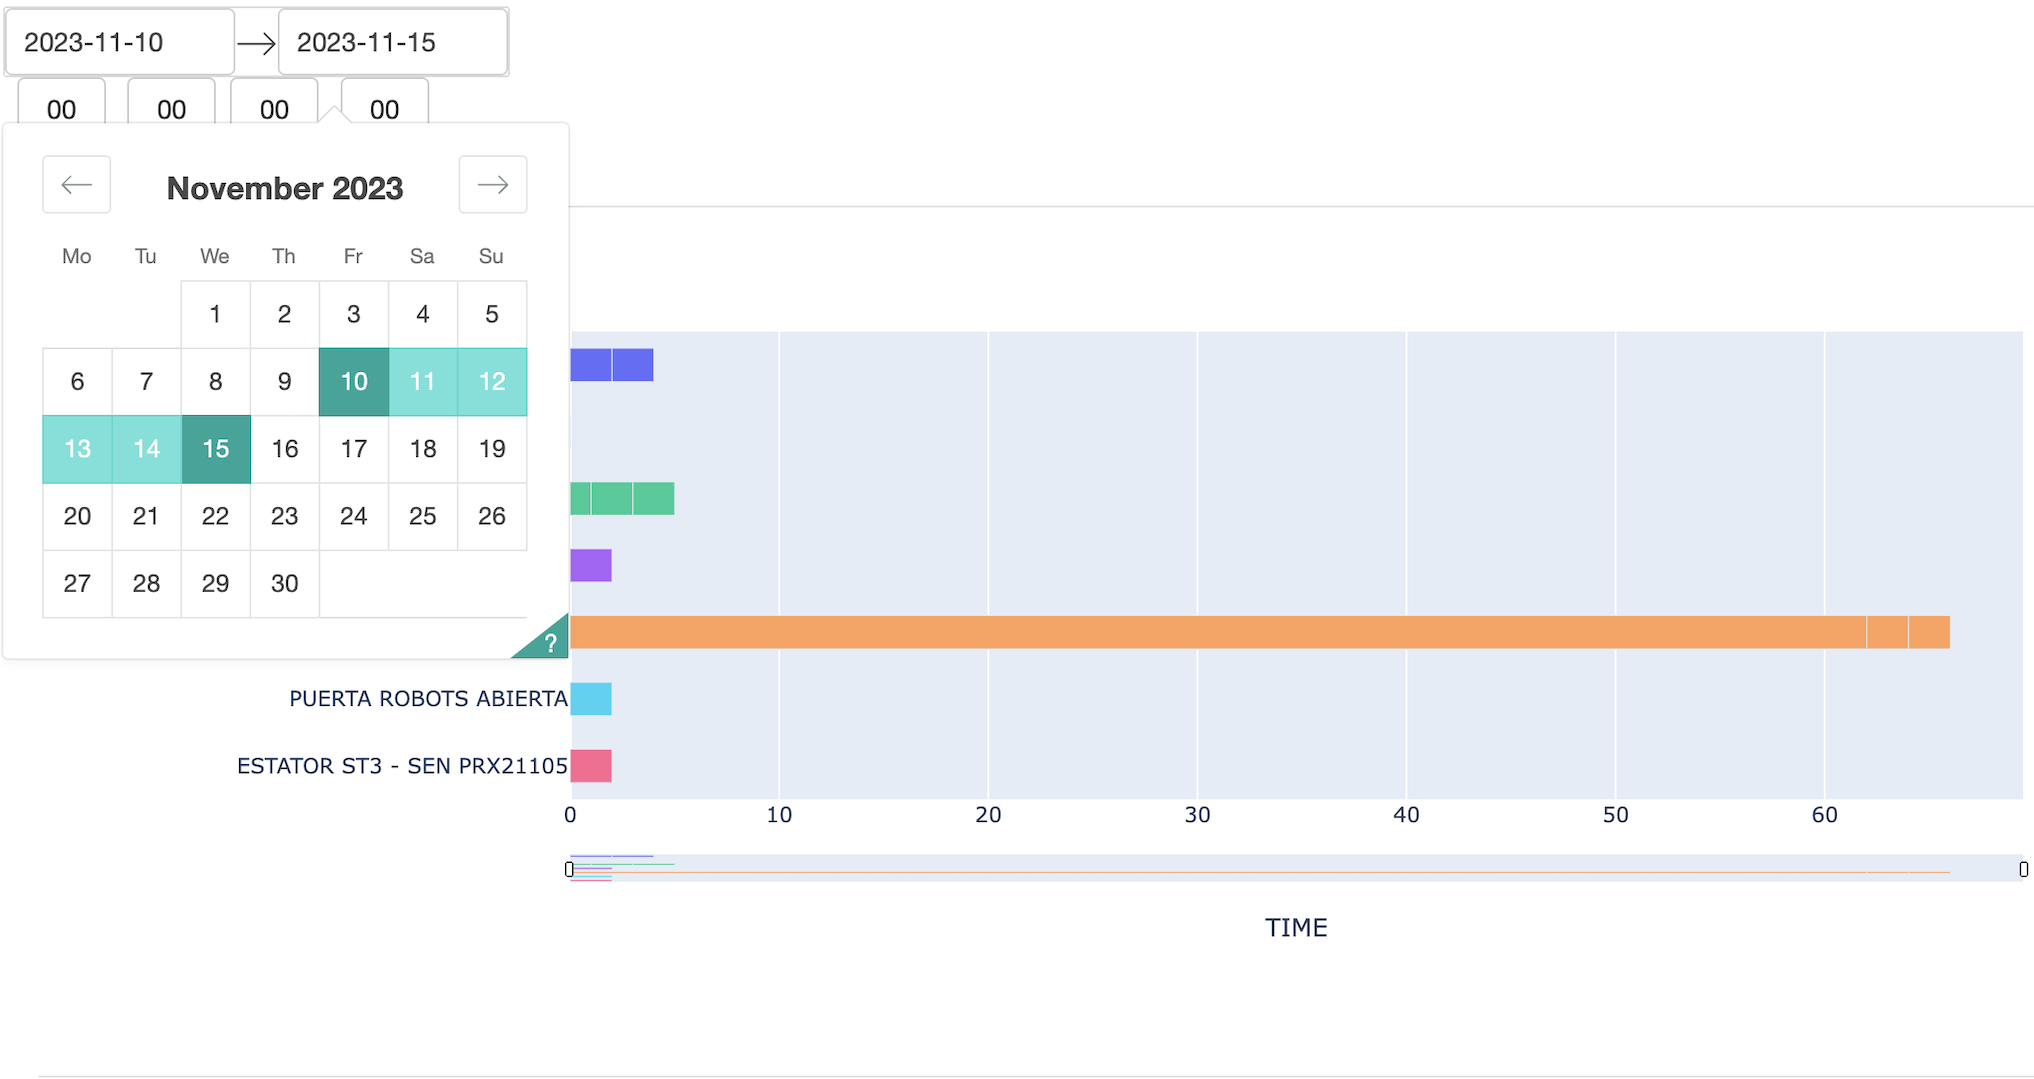 2023-11-10 → 2023-11-15
00 00 00 00
← November 2023 →
Mo Tu We Th Fr Sa Su
1 2 3 4 5
6 7 8 9 10 11 12
13 14 15 16 17 18 19
20 21 22 23 24 25 26
27 28 29 30
?
PUERTA ROBOTS ABIERTA
ESTATOR ST3 - SEN PRX21105
0 10 20 30 40 50 60
TIME